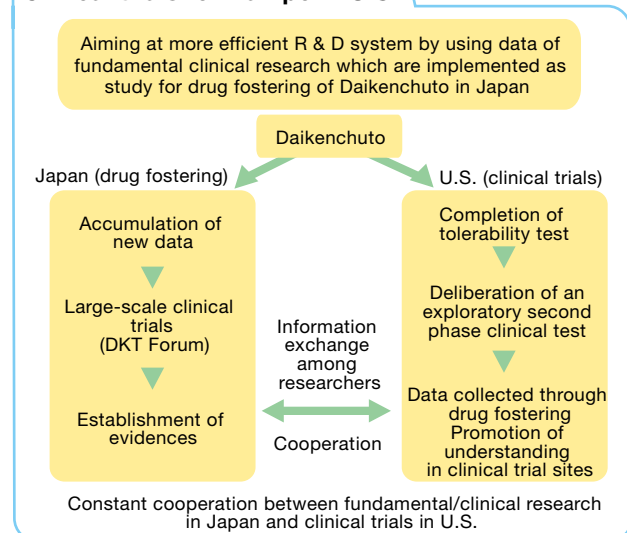 Aiming at more efficient R & D system by using data of
fundamental clinical research which are implemented as
study for drug fostering of Daikenchuto in Japan
Daikenchuto
Japan (drug fostering)
U.S. (clinical trials)
Accumulation of
new data
Large-scale clinical
trials
(DKT Forum)
Establishment of
evidences
Information
exchange
among
researchers
Cooperation
Completion of
tolerability test
Deliberation of an
exploratory second
phase clinical test
Data collected through
drug fostering
Promotion of
understanding
in clinical trial sites
Constant cooperation between fundamental/clinical research
in Japan and clinical trials in U.S.